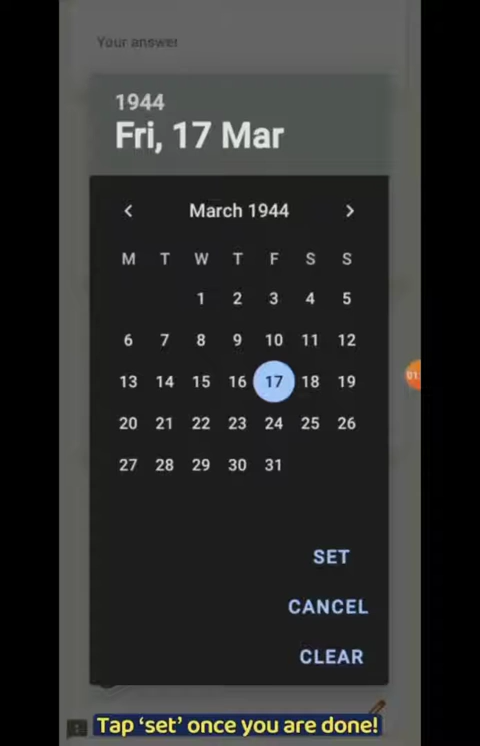 Your answer
1944
Fri, 17 Mar
March 1944
M T W T F S S
1 2 3 4 5
6 7 8 9 10 11 12
13 14 15 16 17 18 19
20 21 22 23 24 25 26
27 28 29 30 31
SET
CANCEL
CLEAR
Tap ‘set’ once you are done!